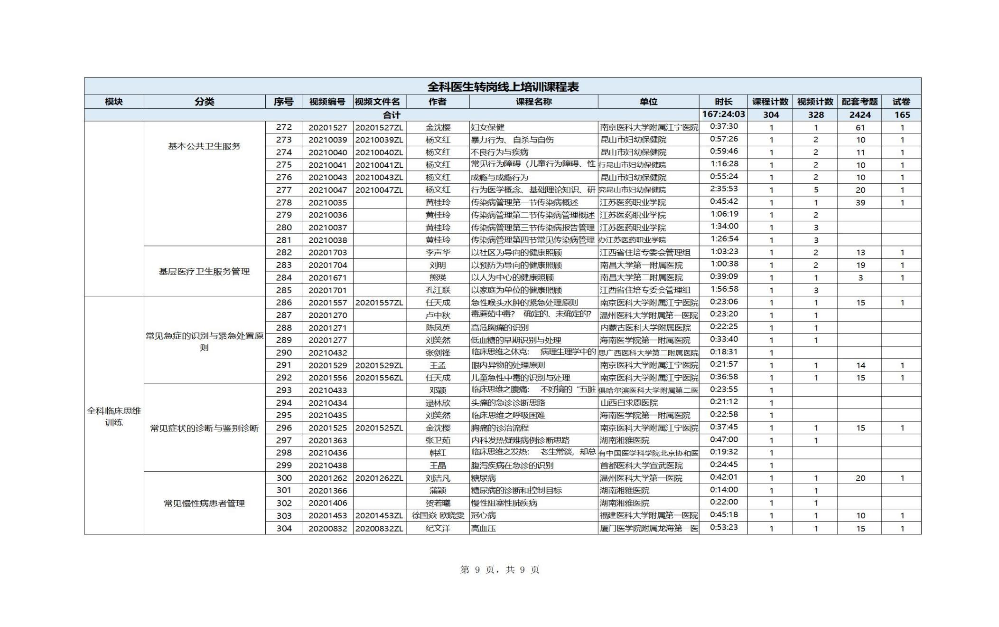 全科医生转岗线上培训课程表
模块 分类 序号 视频编号 视频文件名 作者 课程名称 单位 时长 课程计数 视频计数 配套考题 试卷
合计 167:24:03 304 328 2424 165
基本公共卫生服务
272 20201527 20201527ZL 金沈樱 妇女保健 南京医科大学附属江宁医院 0:37:30 1 1 61 1
273 20210039 20210039ZL 杨文红 暴力行为、自杀与自伤 昆山市妇幼保健院 0:57:26 1 2 10 1
274 20210040 20210040ZL 杨文红 不良行为与疾病 昆山市妇幼保健院 0:59:46 1 2 11 1
275 20210041 20210041ZL 杨文红 常见行为障碍（儿童行为障碍、性行 昆山市妇幼保健院 1:16:28 1 2 10 1
276 20210043 20210043ZL 杨文红 成瘾与成瘾行为 昆山市妇幼保健院 0:55:24 1 2 10 1
277 20210047 20210047ZL 杨文红 行为医学概念、基础理论知识、研究 昆山市妇幼保健院 2:35:53 1 5 20 1
278 20210035 黄桂玲 传染病管理第一节传染病概述 江苏医药职业学院 0:45:42 1 1 39 1
279 20210036 黄桂玲 传染病管理第二节传染病管理概述 江苏医药职业学院 1:06:19 1 2
280 20210037 黄桂玲 传染病管理第三节传染病报告管理 江苏医药职业学院 1:34:00 1 3
281 20210038 黄桂玲 传染病管理第四节常见传染病管理办 江苏医药职业学院 1:26:54 1 3
基层医疗卫生服务管理
282 20201703 李声华 以社区为导向的健康照顾 江西省住培专委会管理组 1:03:23 1 2 13 1
283 20201704 刘明 以预防为导向的健康照顾 南昌大学第一附属医院 1:00:38 1 2 19 1
284 20201671 熊瑛 以人为中心的健康照顾 南昌大学第二附属医院 0:39:09 1 1 3 1
285 20201701 孔江联 以家庭为单位的健康照顾 江西省住培专委会管理组 1:56:58 1 3
全科临床思维
训练
常见急症的识别与紧急处置原
则
286 20201557 20201557ZL 任天成 急性喉头水肿的紧急处理原则 南京医科大学附属江宁医院 0:23:06 1 1 15 1
287 20201270 卢中秋 毒蘑菇中毒？ 确定的、未确定的？ 温州医科大学附属第一医院 0:23:20 1 1
288 20201271 陈凤英 高危胸痛的识别 内蒙古医科大学附属医院 0:22:25 1 1
289 20201277 刘笑然 低血糖的早期识别与处理 海南医学院第一附属医院 0:33:40 1 1
290 20210432 张剑锋 临床思维之休克： 病理生理学中的思 广西医科大学第二附属医院 0:18:31 1
291 20201529 20201529ZL 王孟 眼内异物的处理原则 南京医科大学附属江宁医院 0:21:57 1 1 14 1
292 20201556 20201556ZL 任天成 儿童急性中毒的识别与处理 南京医科大学附属江宁医院 0:36:58 1 1 15 1
常见症状的诊断与鉴别诊断
293 20210433 邓颖 临床思维之腹痛： 不好搞的“五脏俱 哈尔滨医科大学附属第二医 0:23:55 1
294 20210434 逯林欣 头痛的急诊诊断思路 山西白求恩医院 0:21:12 1
295 20210435 刘笑然 临床思维之呼吸困难 海南医学院第一附属医院 0:22:58 1
296 20201525 20201525ZL 金沈樱 胸痛的诊治流程 南京医科大学附属江宁医院 0:37:45 1 1 15 1
297 20201363 张卫茹 内科发热疑难病例诊断思路 湖南湘雅医院 0:47:00 1 1
298 20210436 韩红 临床思维之发热： 老生常谈，却总有 中国医学科学院北京协和医 0:19:32 1
299 20210438 王晶 腹泻疾病在急诊的识别 首都医科大学宣武医院 0:24:45 1
常见慢性病患者管理
300 20201262 20201262ZL 刘洁凡 糖尿病 温州医科大学第一医院 0:42:01 1 1 20 1
301 20201366 蒲颖 糖尿病的诊断和控制目标 湖南湘雅医院 0:14:00 1 1
302 20201406 贺若曦 慢性阻塞性肺疾病 湖南湘雅医院 0:22:00 1 1
303 20201453 20201453ZL 徐国焱 欧晓雯 冠心病 福建医科大学附属第一医院 0:45:18 1 1 10 1
304 20200832 20200832ZL 纪文洋 高血压 厦门医学院附属龙海第一医 0:53:23 1 1 15 1
第 9 页，共 9 页